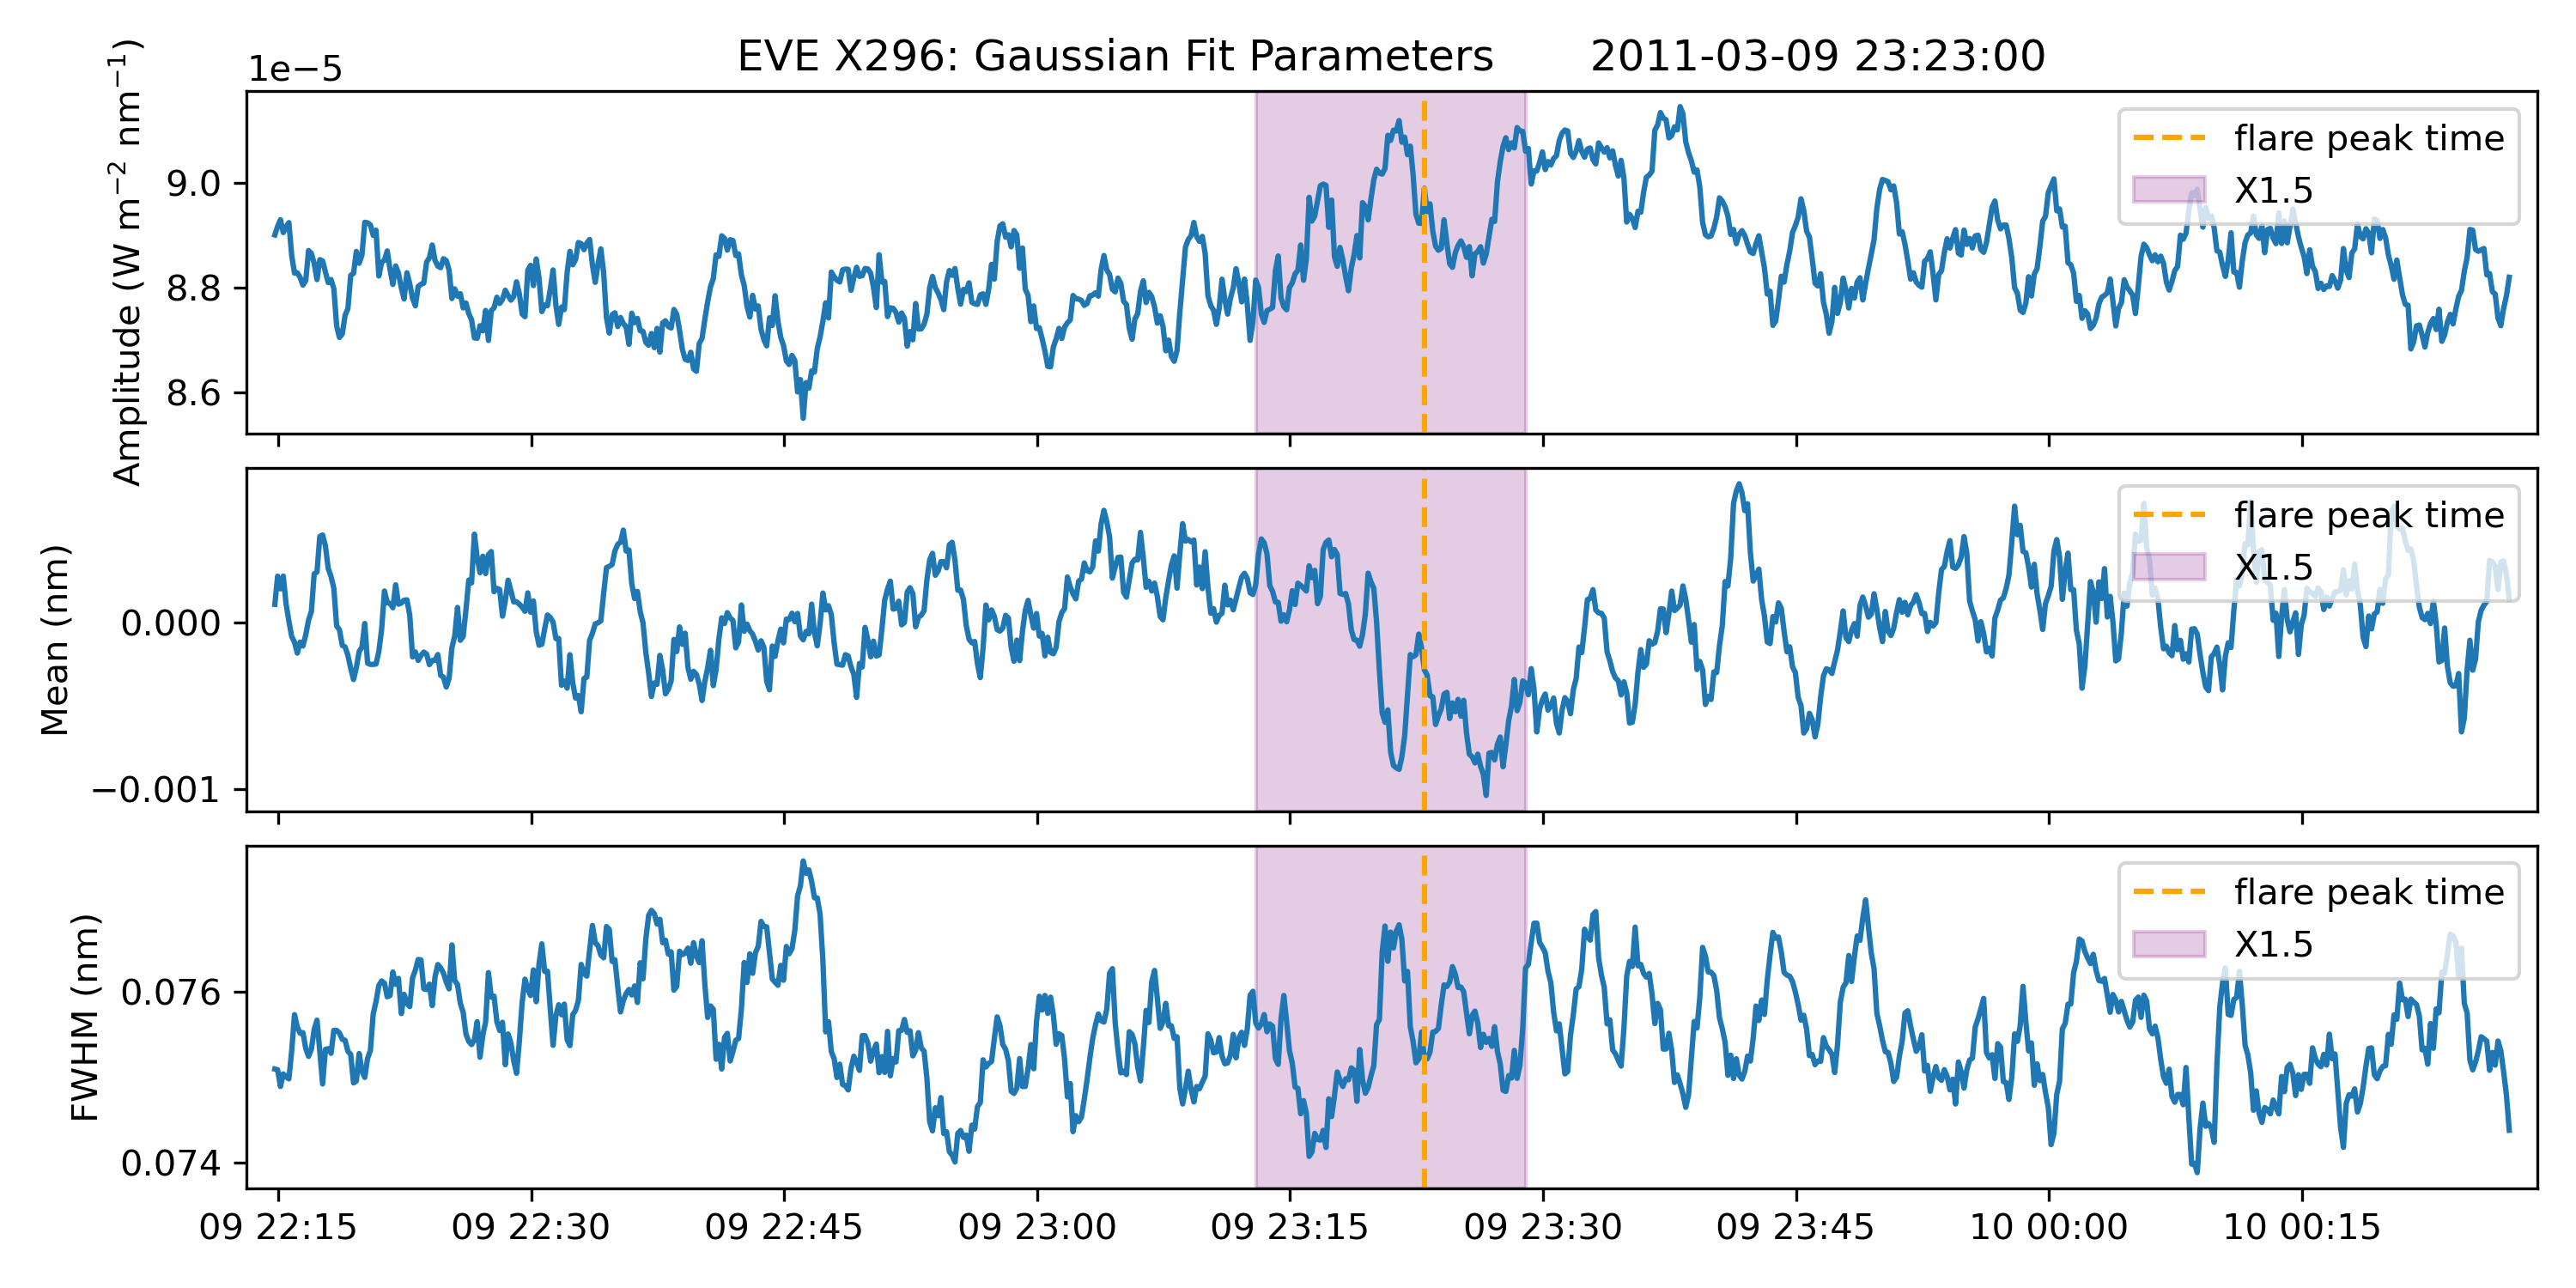 EVE X296: Gaussian Fit Parameters 2011-03-09 23:23:00
1e−5
Amplitude (W m⁻² nm⁻¹)
9.0
8.8
8.6
flare peak time
X1.5
Mean (nm)
0.000
−0.001
flare peak time
X1.5
FWHM (nm)
0.076
0.074
flare peak time
X1.5
09 22:15 09 22:30 09 22:45 09 23:00 09 23:15 09 23:30 09 23:45 10 00:00 10 00:15